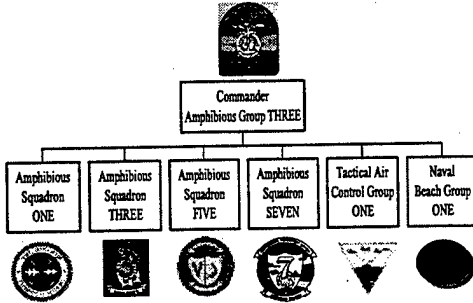 Commander
Amphibious Group THREE
Amphibious
Squadron
ONE
Amphibious
Squadron
THREE
Amphibious
Squadron
FIVE
Amphibious
Squadron
SEVEN
Tactical Air
Control Group
ONE
Naval
Beach Group
ONE
7